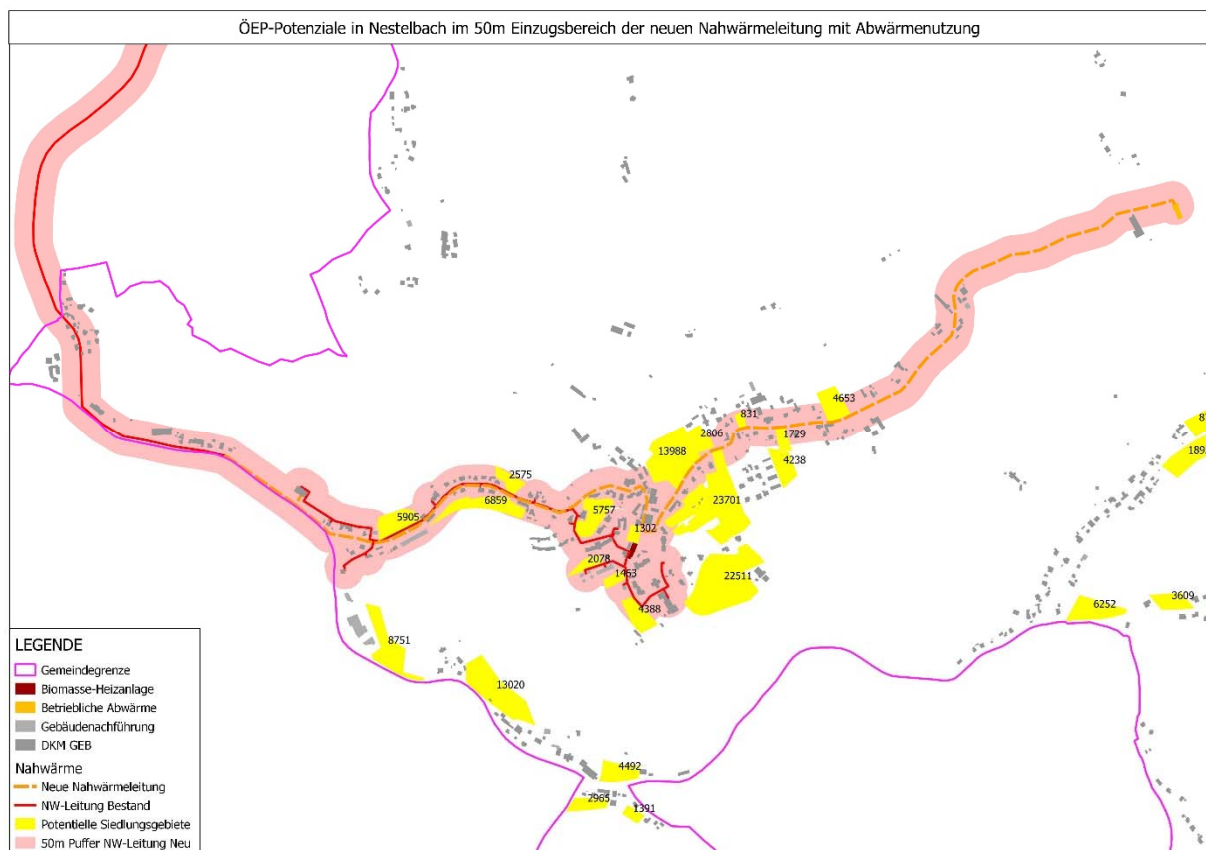 ÖEP-Potenziale in Nestelbach im 50m Einzugsbereich der neuen Nahwärmeleitung mit Abwärmenutzung
4653
831
2806
1729
13988
4238
2575
6859
23701
5905
5757
1302
2078
1453
22511
4388
8751
6252
3609
13020
4492
2965
1391
LEGENDE
Gemeindegrenze
Biomasse-Heizanlage
Betriebliche Abwärme
Gebäudenachführung
DKM GEB
Nahwärme
Neue Nahwärmeleitung
NW-Leitung Bestand
Potentielle Siedlungsgebiete
50m Puffer NW-Leitung Neu